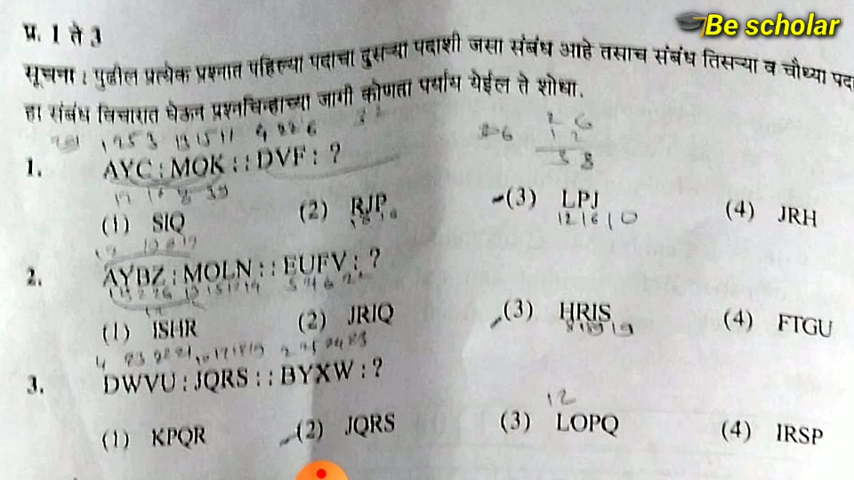 Be scholar
प्र. 1 ते 3
सूचना : पुढील प्रत्येक प्रश्नात पहिल्या पदाचा दुसऱ्या पदाशी जसा संबंध आहे तसाच संबंध तिसऱ्या व चौथ्या पदा
हा संबंध विचारात घेऊन प्रश्नचिन्हाच्या जागी कोणता पर्याय येईल ते शोधा.
1. AYC : MOK : : DVF : ?
(1) SIQ (2) RJP (3) LPJ (4) JRH
2. AYBZ : MOLN : : EUFV : ?
(1) ISHR (2) JRIQ (3) HRIS (4) FTGU
3. DWVU : JQRS : : BYXW : ?
(1) KPQR (2) JQRS (3) LOPQ (4) IRSP